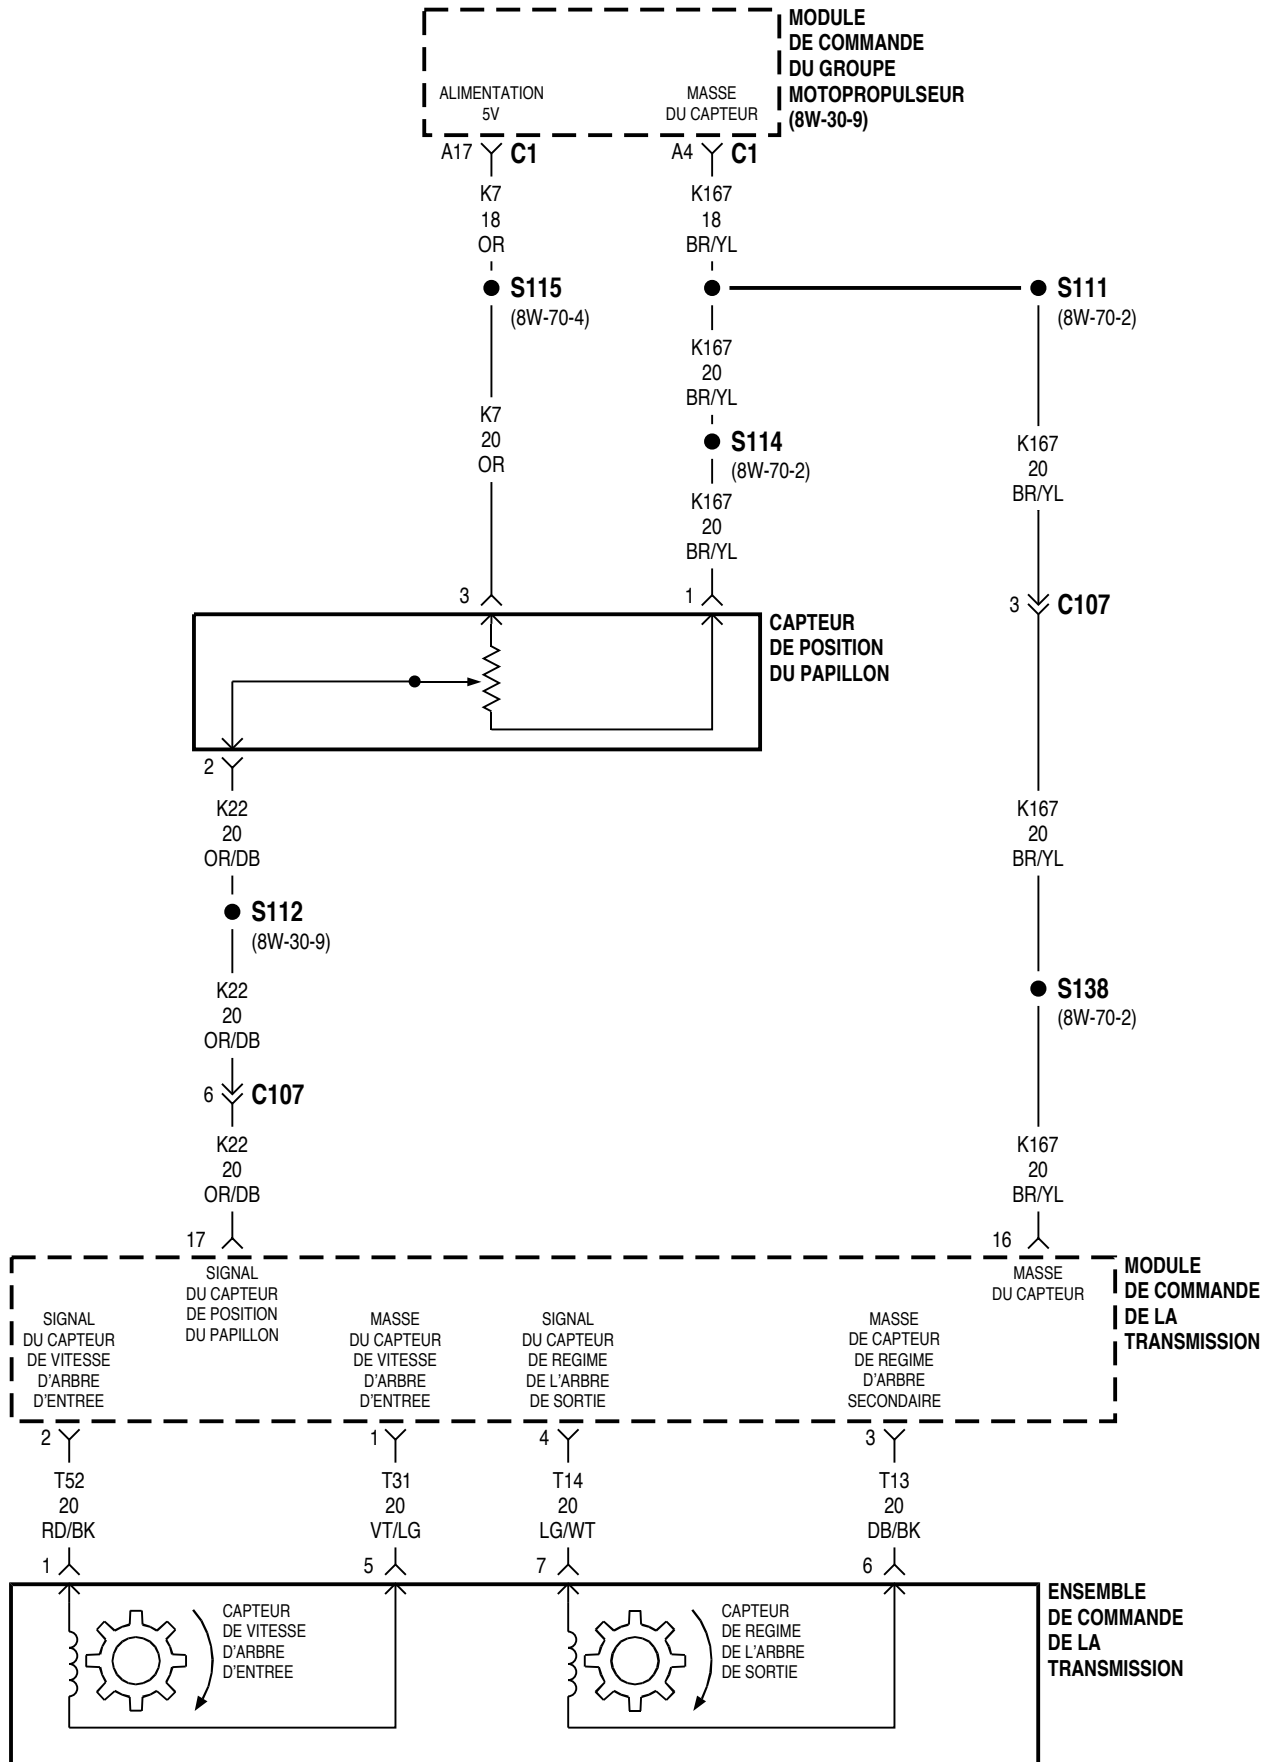 MODULE
DE COMMANDE
DU GROUPE
MOTOPROPULSEUR
(8W-30-9)
ALIMENTATION
5V
MASSE
DU CAPTEUR
A17
C1
A4
C1
K7
18
OR
K167
18
BR/YL
S115
(8W-70-4)
S111
(8W-70-2)
K167
20
BR/YL
K7
20
OR
S114
(8W-70-2)
K167
20
BR/YL
K167
20
BR/YL
3
1
3
C107
CAPTEUR
DE POSITION
DU PAPILLON
2
K22
20
OR/DB
K167
20
BR/YL
S112
(8W-30-9)
K22
20
OR/DB
S138
(8W-70-2)
6
C107
K22
20
OR/DB
K167
20
BR/YL
17
16
MODULE
DE COMMANDE
DE LA
TRANSMISSION
SIGNAL
DU CAPTEUR
DE POSITION
DU PAPILLON
MASSE
DU CAPTEUR
SIGNAL
DU CAPTEUR
DE VITESSE
D'ARBRE
D'ENTREE
MASSE
DU CAPTEUR
DE VITESSE
D'ARBRE
D'ENTREE
SIGNAL
DU CAPTEUR
DE REGIME
DE L'ARBRE
DE SORTIE
MASSE
DE CAPTEUR
DE REGIME
D'ARBRE
SECONDAIRE
2
1
4
3
T52
20
RD/BK
T31
20
VT/LG
T14
20
LG/WT
T13
20
DB/BK
1
5
7
6
CAPTEUR
DE VITESSE
D'ARBRE
D'ENTREE
CAPTEUR
DE REGIME
DE L'ARBRE
DE SORTIE
ENSEMBLE
DE COMMANDE
DE LA
TRANSMISSION